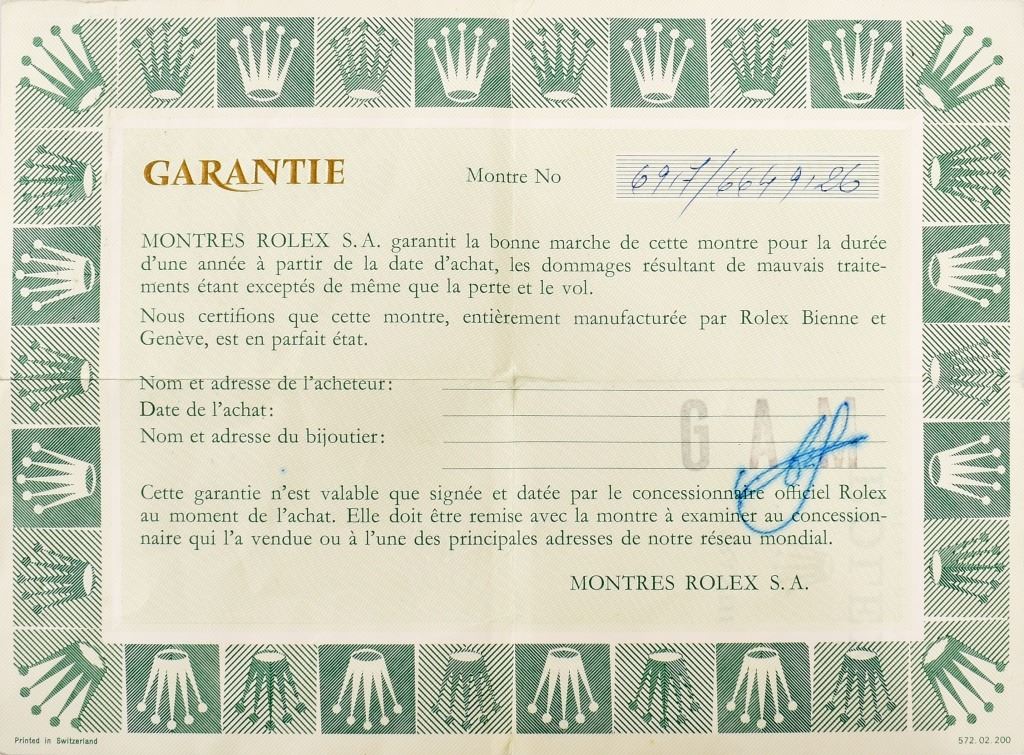 GARANTIE
Montre No 6917/6649126
MONTRES ROLEX S. A. garantit la bonne marche de cette montre pour la durée
d'une année à partir de la date d'achat, les dommages résultant de mauvais traite-
ments étant exceptés de même que la perte et le vol.
Nous certifions que cette montre, entièrement manufacturée par Rolex Bienne et
Genève, est en parfait état.
Nom et adresse de l'acheteur:
Date de l'achat:
Nom et adresse du bijoutier:
G A M
Cette garantie n'est valable que signée et datée par le concessionnaire officiel Rolex
au moment de l'achat. Elle doit être remise avec la montre à examiner au concession-
naire qui l'a vendue ou à l'une des principales adresses de notre réseau mondial.
MONTRES ROLEX S. A.
Printed in Switzerland
572.02.200